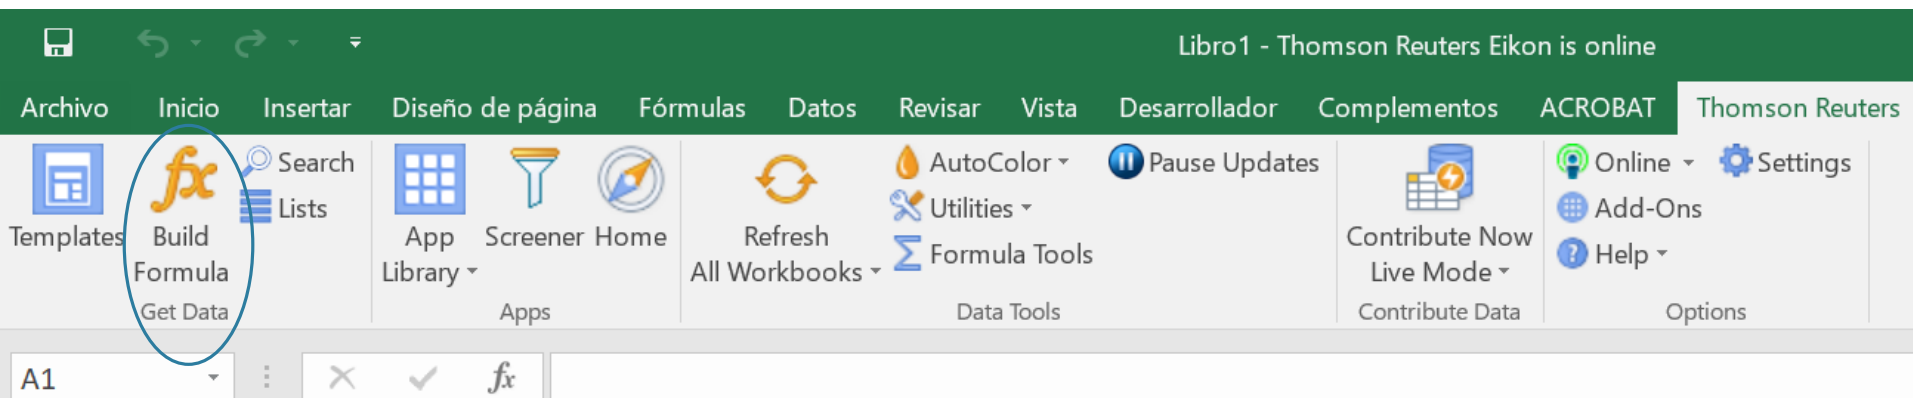 Libro1 - Thomson Reuters Eikon is online
Archivo Inicio Insertar Diseño de página Fórmulas Datos Revisar Vista Desarrollador Complementos ACROBAT Thomson Reuters
Templates
fx
Build
Formula
Search
Lists
Get Data
App
Library
Screener
Home
Apps
Refresh
All Workbooks
AutoColor
Utilities
Formula Tools
Pause Updates
Data Tools
Contribute Now
Live Mode
Contribute Data
Online
Settings
Add-Ons
Help
Options
A1
fx